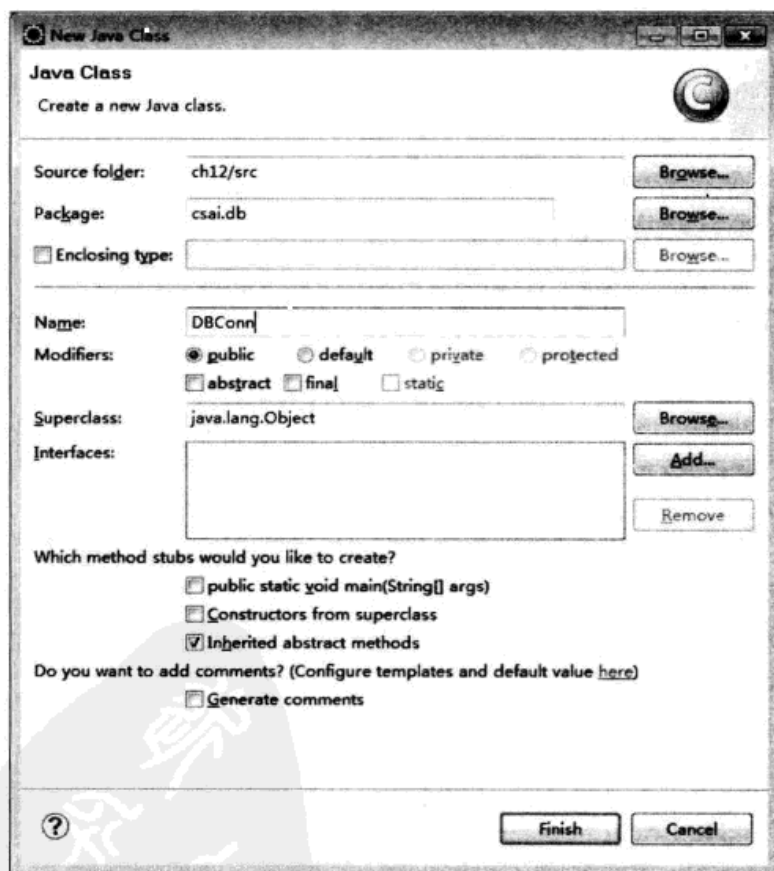 New Java Class
Java Class
Create a new Java class.
Source folder: ch12/src Browse...
Package: csai.db Browse...
Enclosing type: Browse...
Name: DBConn
Modifiers: public default private protected
abstract final static
Superclass: java.lang.Object Browse...
Interfaces: Add...
Remove
Which method stubs would you like to create?
public static void main(String[] args)
Constructors from superclass
Inherited abstract methods
Do you want to add comments? (Configure templates and default value here)
Generate comments
? Finish Cancel